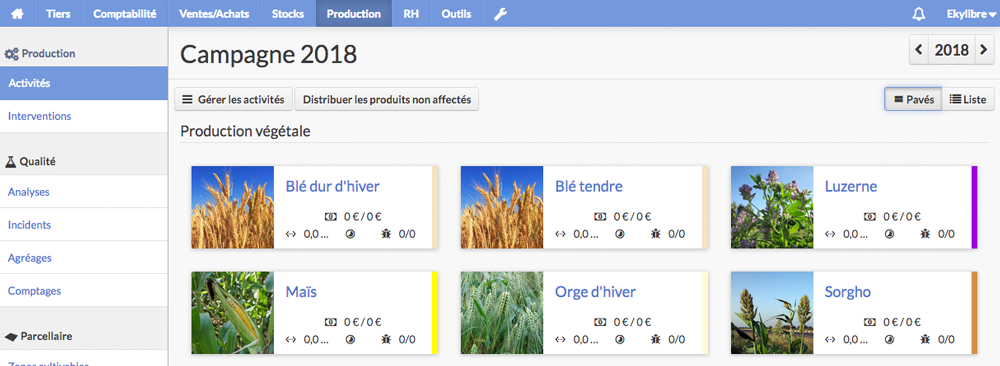 Tiers Comptabilité Ventes/Achats Stocks Production RH Outils Ekylibre
Production
Activités
Interventions
Qualité
Analyses
Incidents
Agréages
Comptages
Parcellaire
Zones cultivables
Campagne 2018
2018
Gérer les activités Distribuer les produits non affectés Pavés Liste
Production végétale
Blé dur d'hiver
0 € / 0 €
0,0 ... 0/0
Blé tendre
0 € / 0 €
0,0 ... 0/0
Luzerne
0 € / 0 €
0,0 ... 0/0
Maïs
0 € / 0 €
0,0 ... 0/0
Orge d'hiver
0 € / 0 €
0,0 ... 0/0
Sorgho
0 € / 0 €
0,0 ... 0/0